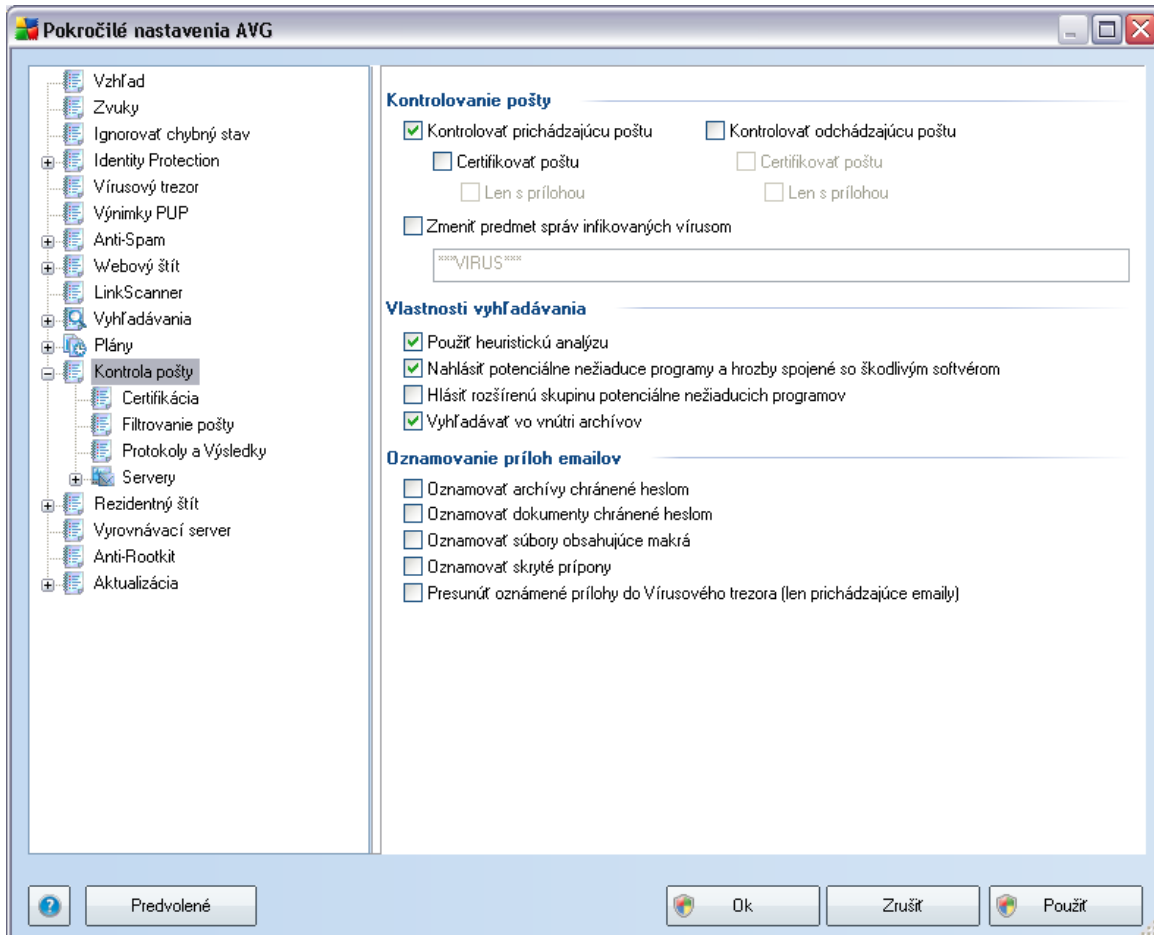 Pokročilé nastavenia AVG
Vzhľad
Zvuky
Ignorovať chybný stav
Identity Protection
Vírusový trezor
Výnimky PUP
Anti-Spam
Webový štít
LinkScanner
Vyhľadávania
Plány
Kontrola pošty
Certifikácia
Filtrovanie pošty
Protokoly a Výsledky
Servery
Rezidentný štít
Vyrovnávací server
Anti-Rootkit
Aktualizácia
Kontrolovanie pošty
Kontrolovať prichádzajúcu poštu Kontrolovať odchádzajúcu poštu
Certifikovať poštu Certifikovať poštu
Len s prílohou Len s prílohou
Zmeniť predmet správ infikovaných vírusom
***VIRUS***
Vlastnosti vyhľadávania
Použiť heuristickú analýzu
Nahlásiť potenciálne nežiaduce programy a hrozby spojené so škodlivým softvérom
Hlásiť rozšírenú skupinu potenciálne nežiaducich programov
Vyhľadávať vo vnútri archívov
Oznamovanie príloh emailov
Oznamovať archívy chránené heslom
Oznamovať dokumenty chránené heslom
Oznamovať súbory obsahujúce makrá
Oznamovať skryté prípony
Presunúť oznámené prílohy do Vírusového trezora (len prichádzajúce emaily)
Predvolené Ok Zrušiť Použiť